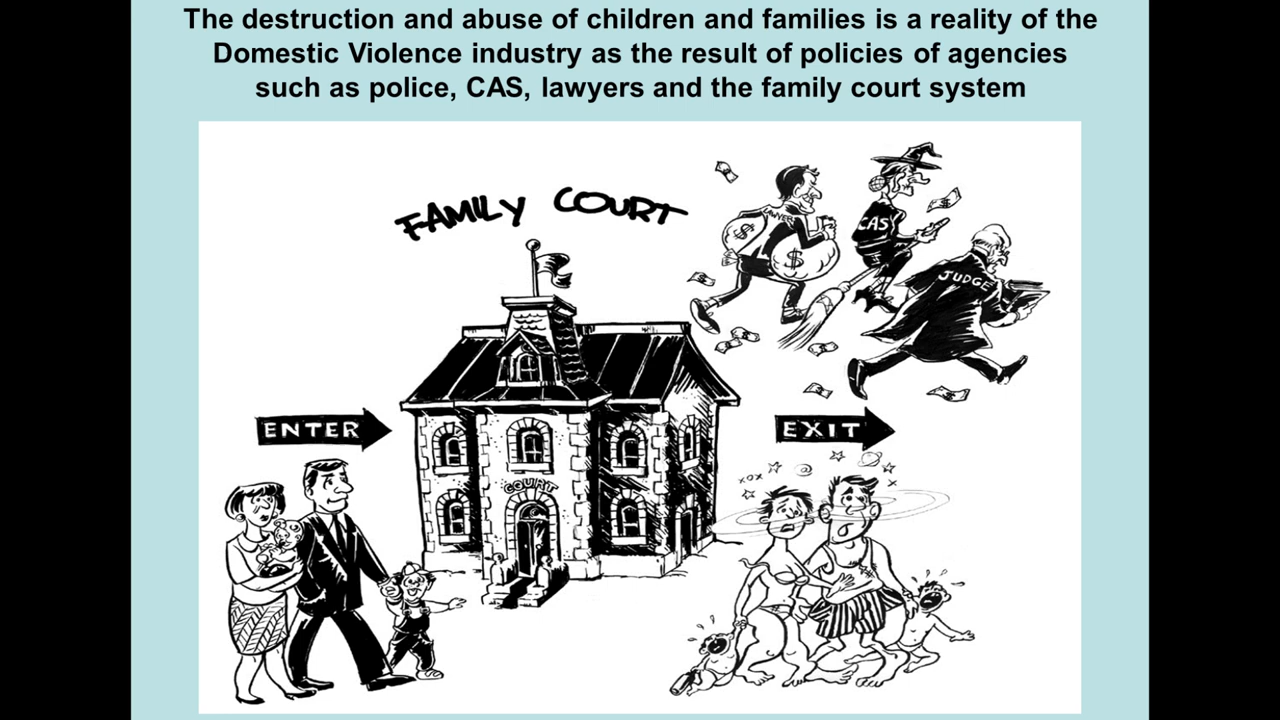 The destruction and abuse of children and families is a reality of the
Domestic Violence industry as the result of policies of agencies
such as police, CAS, lawyers and the family court system
FAMILY COURT
LAWYER
CAS
JUDGE
$
$
ENTER
EXIT
COURT
XOX